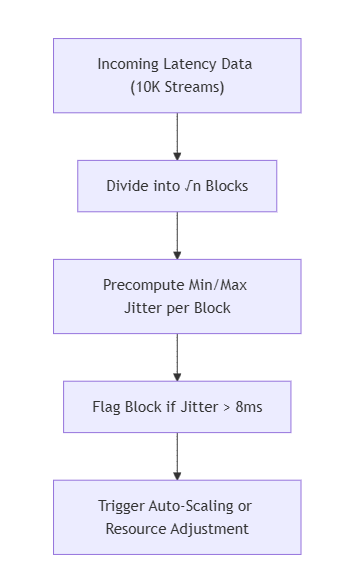 Incoming Latency Data
(10K Streams)
Divide into √n Blocks
Precompute Min/Max
Jitter per Block
Flag Block if Jitter > 8ms
Trigger Auto-Scaling or
Resource Adjustment